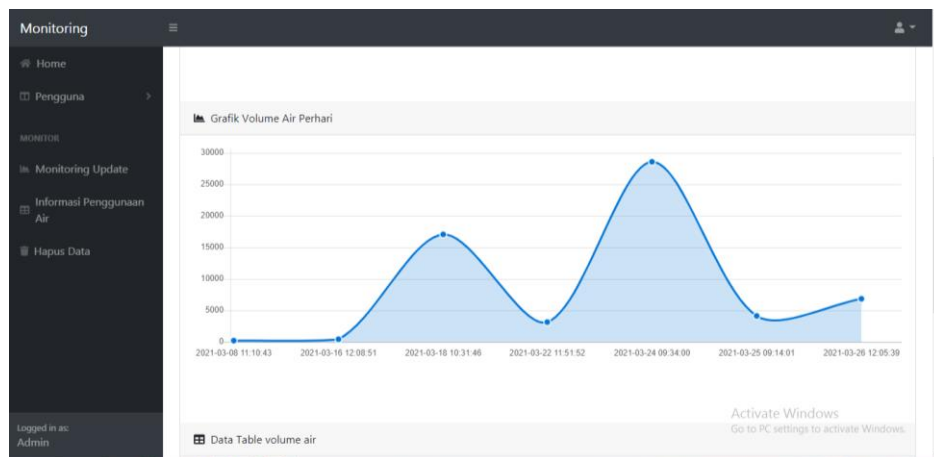 Monitoring
Home
Pengguna
MONITOR
Monitoring Update
Informasi Penggunaan
Air
Hapus Data
Logged in as:
Admin
Grafik Volume Air Perhari
30000
25000
20000
15000
10000
5000
0
2021-03-08 11:10:43 2021-03-16 12:08:51 2021-03-18 10:31:46 2021-03-22 11:51:52 2021-03-24 09:34:00 2021-03-25 09:14:01 2021-03-26 12:05:39
Data Table volume air
Activate Windows
Go to PC settings to activate Windows.